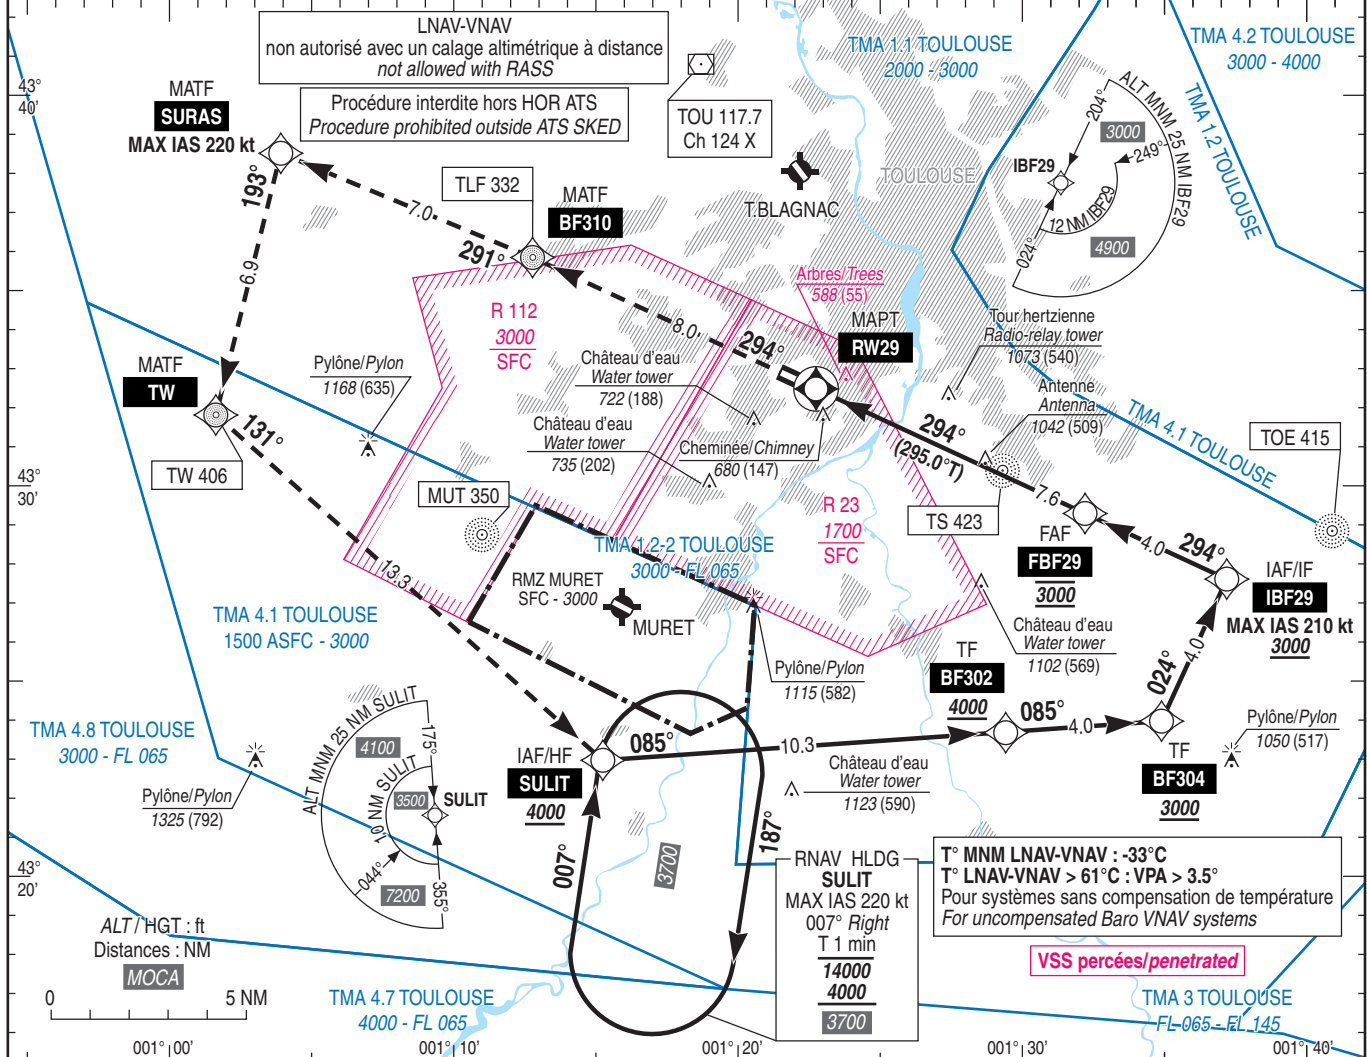 LNAV-VNAV
non autorisé avec un calage altimétrique à distance
not allowed with RASS
Procédure interdite hors HOR ATS
Procedure prohibited outside ATS SKED
TOU 117.7
Ch 124 X
TMA 1.1 TOULOUSE
2000 - 3000
TMA 4.2 TOULOUSE
3000 - 4000
TMA 1.2 TOULOUSE
ALT MNM 25 NM IBF29
204°
3000
249°
IBF29
12 NM IBF29
4900
024°
43°
40'
MATF
SURAS
MAX IAS 220 kt
193°
7.0
6.9
TLF 332
MATF
BF310
291°
T.BLAGNAC
TOULOUSE
Arbres/Trees
588 (55)
MAPT
RW29
R 112
3000
SFC
8.0
294°
Tour hertzienne
Radio-relay tower
1073 (540)
Antenne
Antenna
1042 (509)
TMA 4.1 TOULOUSE
TOE 415
MATF
TW
131°
TW 406
Pylône/Pylon
1168 (635)
Château d'eau
Water tower
722 (188)
Château d'eau
Water tower
735 (202)
Cheminée/Chimney
680 (147)
294°
(295.0°T)
7.6
TS 423
43°
30'
MUT 350
R 23
1700
SFC
FAF
FBF29
3000
4.0
294°
IAF/IF
IBF29
MAX IAS 210 kt
3000
TMA 1.2-2 TOULOUSE
3000 - FL 065
RMZ MURET
SFC - 3000
MURET
13.3
TMA 4.1 TOULOUSE
1500 ASFC - 3000
Château d'eau
Water tower
1102 (569)
Pylône/Pylon
1115 (582)
TF
BF302
4000
085°
4.0
024°
4.0
TF
BF304
3000
Pylône/Pylon
1050 (517)
TMA 4.8 TOULOUSE
3000 - FL 065
Pylône/Pylon
1325 (792)
ALT MNM 25 NM SULIT
4100
175°
10 NM SULIT
3500
SULIT
044°
7200
355°
IAF/HF
SULIT
4000
085°
10.3
Château d'eau
Water tower
1123 (590)
007°
187°
3700
43°
20'
RNAV HLDG
SULIT
MAX IAS 220 kt
007° Right
T 1 min
14000
4000
3700
T° MNM LNAV-VNAV : -33°C
T° LNAV-VNAV > 61°C : VPA > 3.5°
Pour systèmes sans compensation de température
For uncompensated Baro VNAV systems
VSS percées/penetrated
ALT / HGT : ft
Distances : NM
MOCA
0 5 NM
TMA 4.7 TOULOUSE
4000 - FL 065
TMA 3 TOULOUSE
FL 065 - FL 145
001° 00' 001° 10' 001° 20' 001° 30' 001° 40'